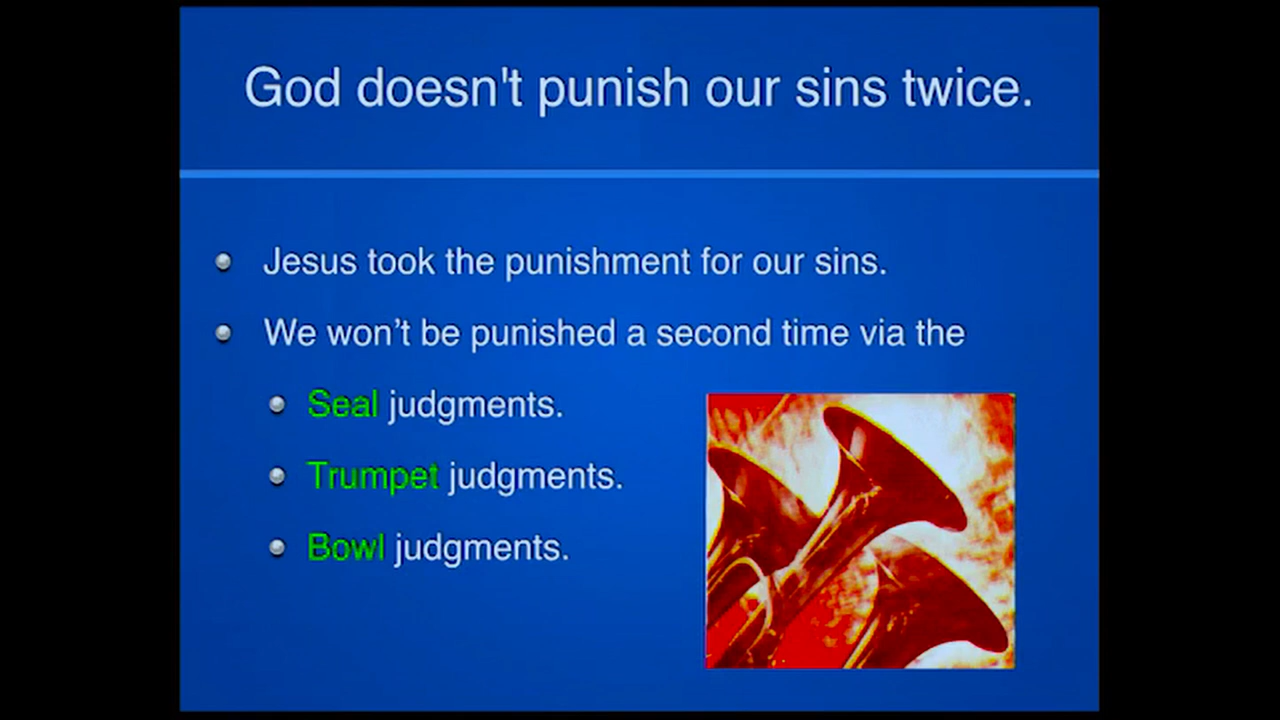 God doesn't punish our sins twice.
Jesus took the punishment for our sins.
We won’t be punished a second time via the
Seal judgments.
Trumpet judgments.
Bowl judgments.